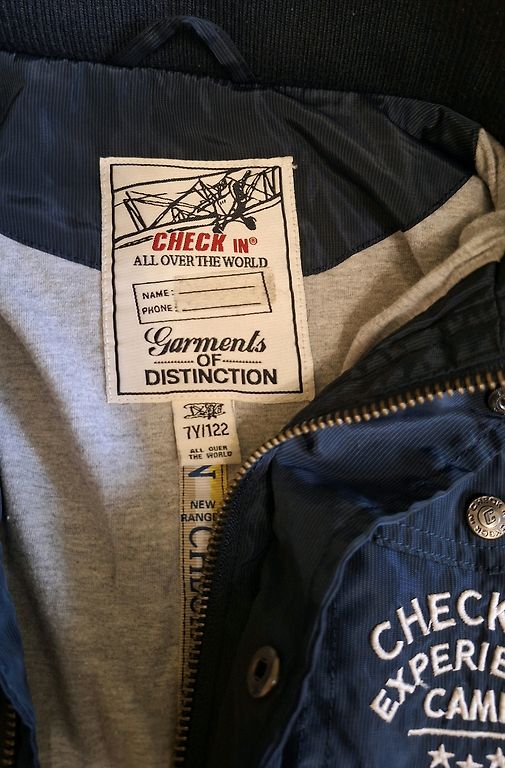 CHECK IN®
ALL OVER THE WORLD
NAME:
PHONE:
Garments
OF
DISTINCTION
7Y/122
ALL OVER
THE WORLD
N
NEW
RANGE
CHECK
EXPERIE
CAM